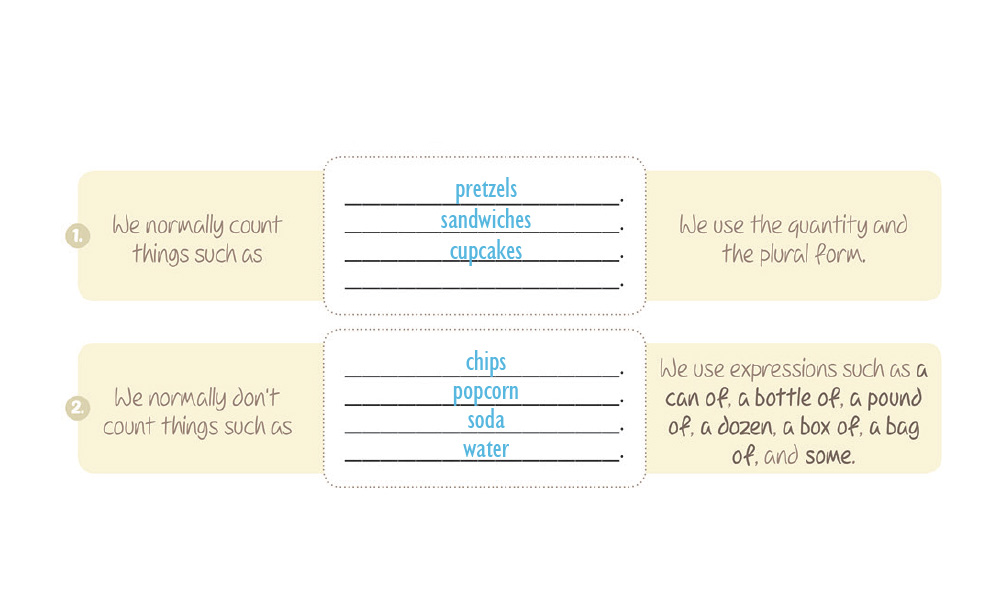 1.
We normally count
things such as
pretzels.
sandwiches.
cupcakes.
.
We use the quantity and
the plural form.
2.
We normally don't
count things such as
chips.
popcorn.
soda.
water.
We use expressions such as a
can of, a bottle of, a pound
of, a dozen, a box of, a bag
of, and some.